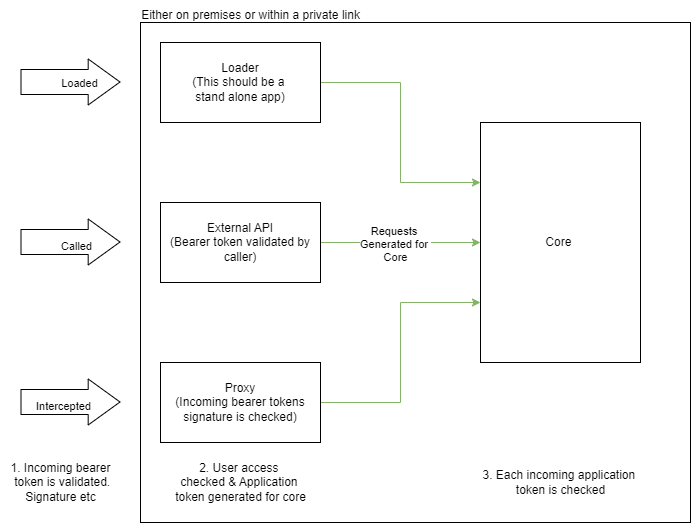 Either on premises or within a private link
Loaded
Loader
(This should be a
stand alone app)
Called
External API
(Bearer token validated by
caller)
Requests
Generated for
Core
Core
Intercepted
Proxy
(Incoming bearer tokens
signature is checked)
1. Incoming bearer
token is validated.
Signature etc
2. User access
checked & Application
token generated for core
3. Each incoming application
token is checked